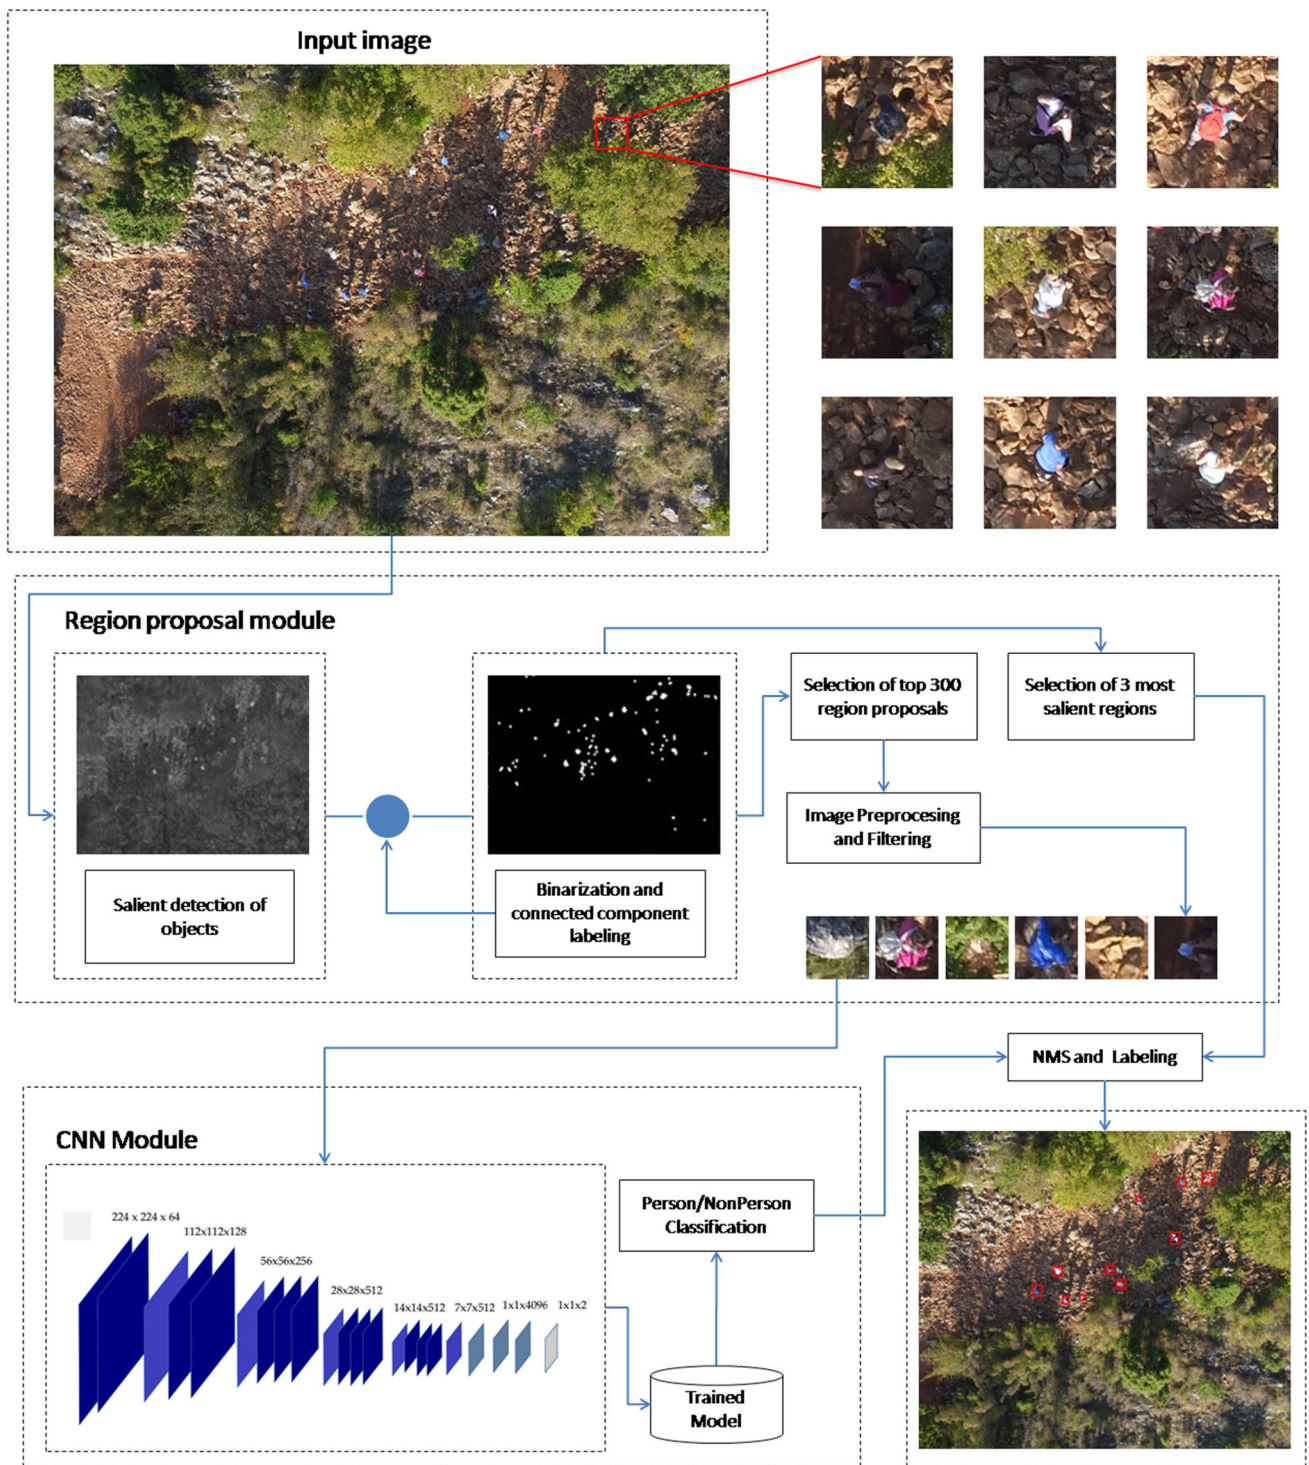 Input image
Region proposal module
Salient detection of
objects
Binarization and
connected component
labeling
Selection of top 300
region proposals
Selection of 3 most
salient regions
Image Preprocesing
and Filtering
NMS and Labeling
CNN Module
224 x 224 x 64
112x112x128
56x56x256
28x28x512
14x14x512
7x7x512
1x1x4096
1x1x2
Person/NonPerson
Classification
Trained
Model